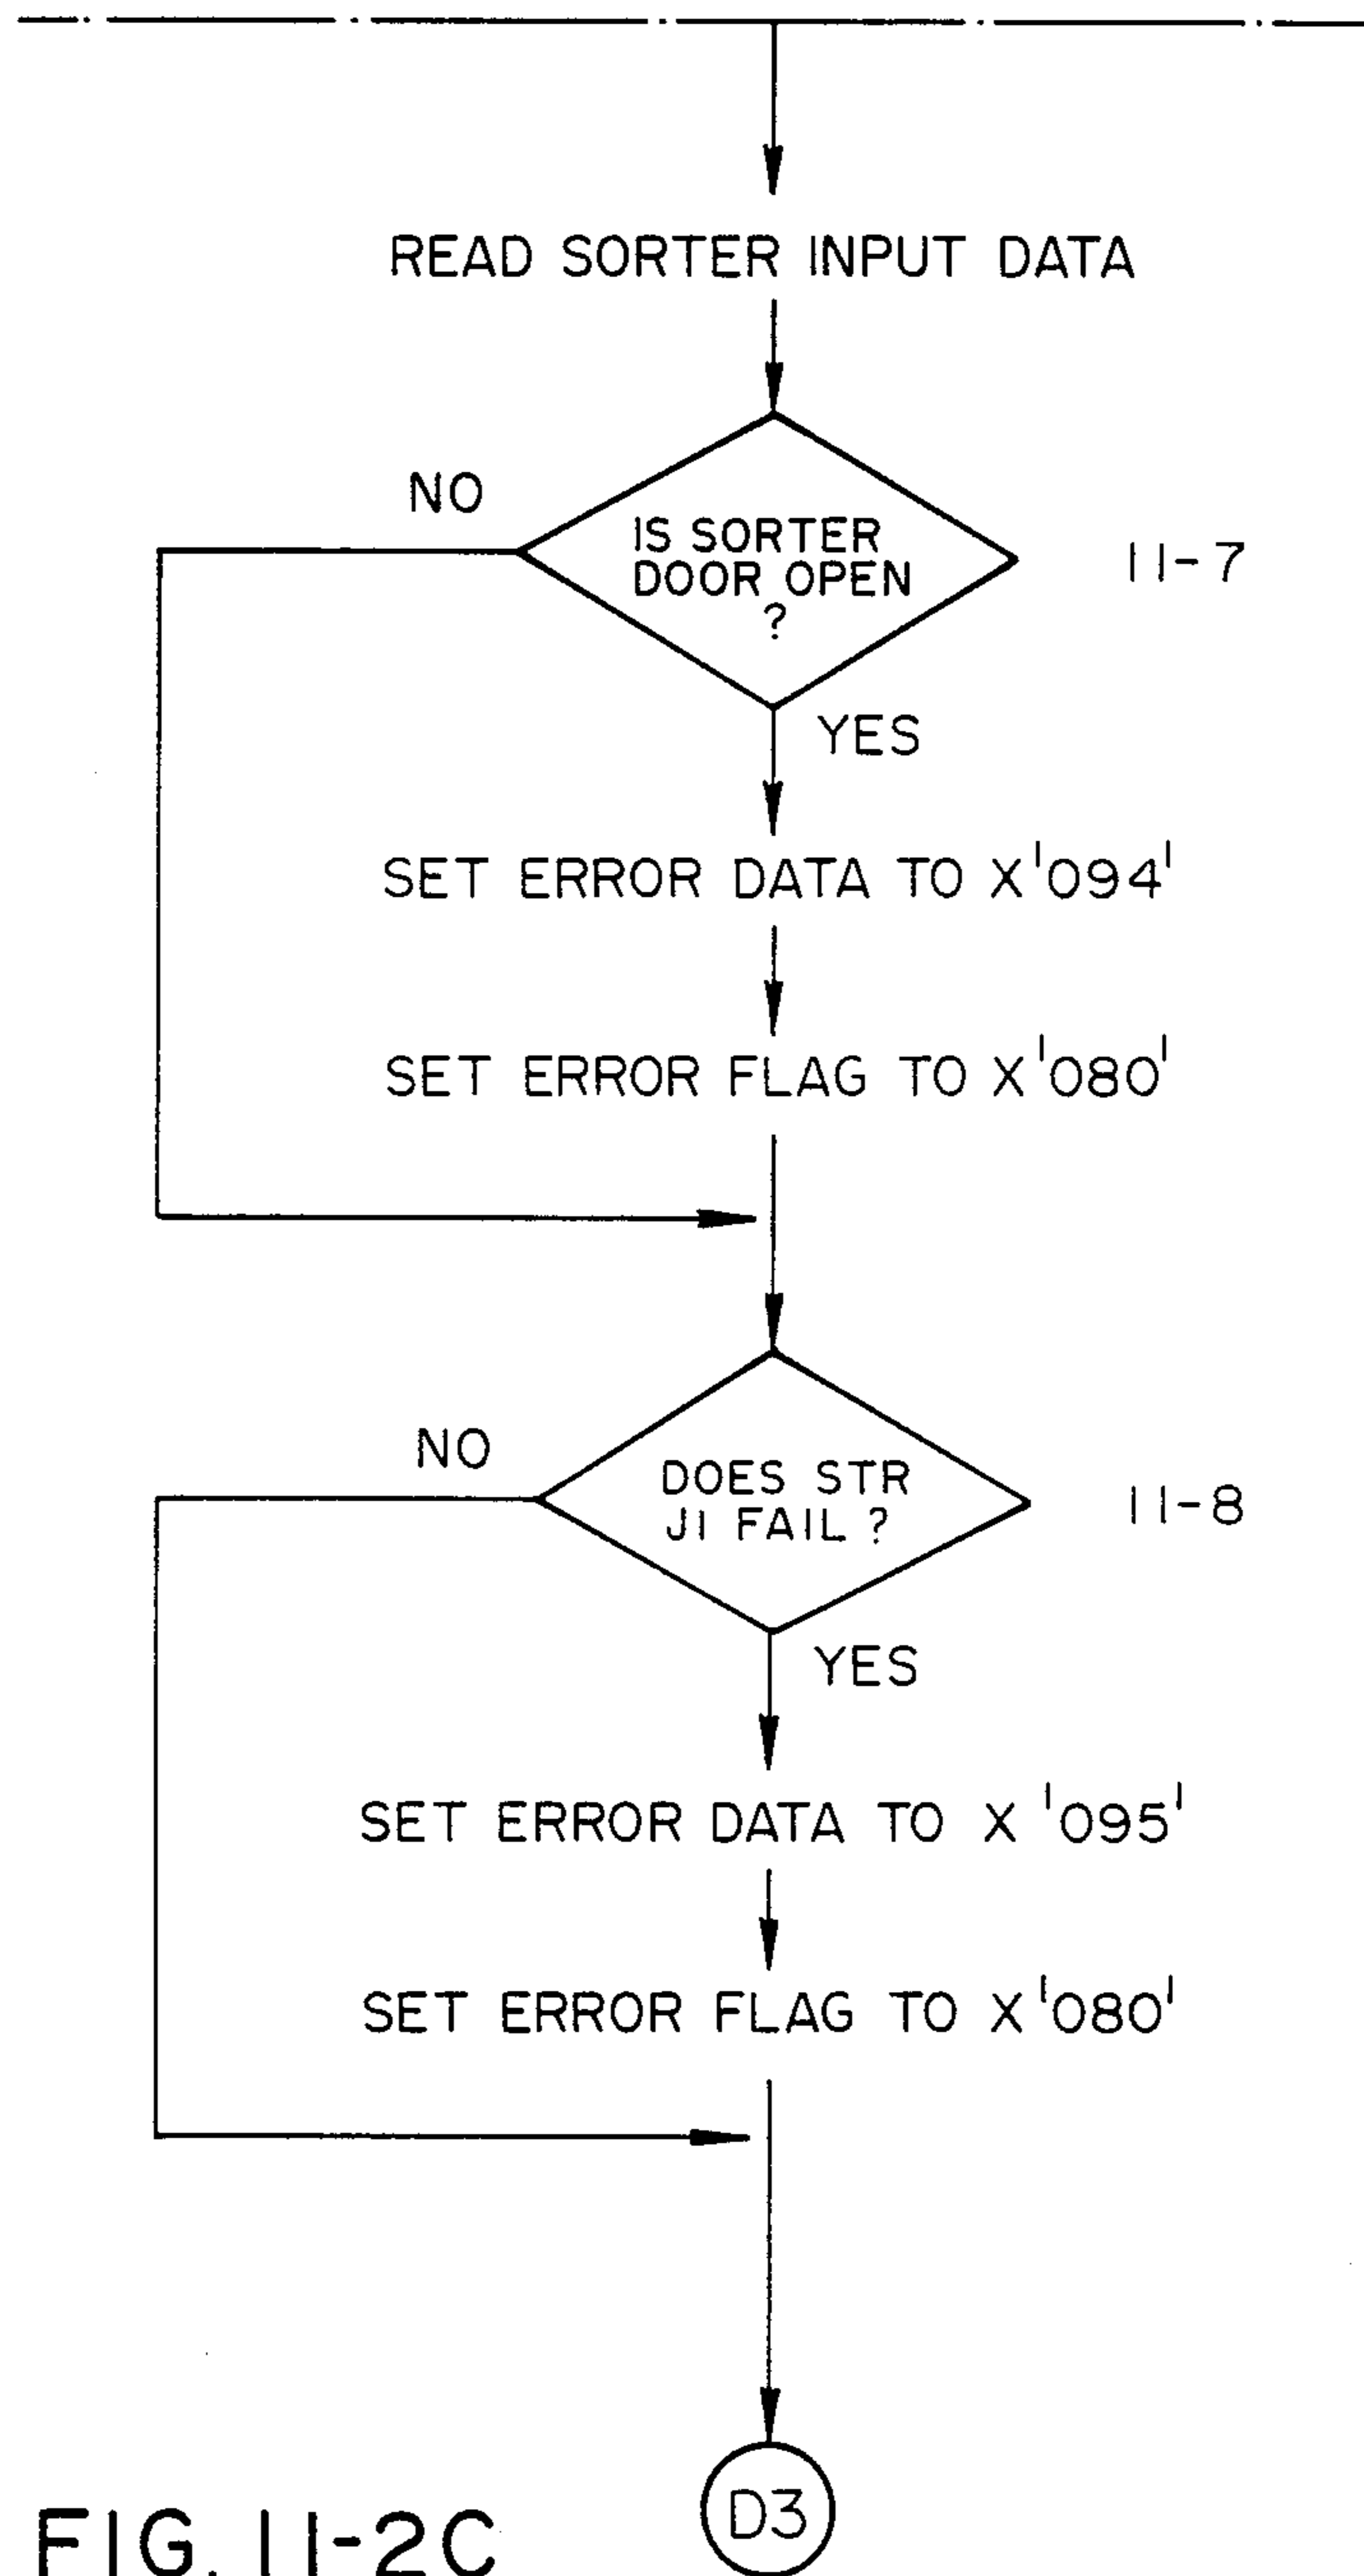 READ SORTER INPUT DATA
NO
IS SORTER
DOOR OPEN
?
11-7
YES
SET ERROR DATA TO X'094'
SET ERROR FLAG TO X'080'
NO
DOES STR
J1 FAIL ?
11-8
YES
SET ERROR DATA TO X '095'
SET ERROR FLAG TO X'080'
D3
FIG. 11-2C